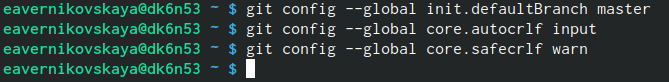 eavernikovskaya@dk6n53 ~ $ git config --global init.defaultBranch master
eavernikovskaya@dk6n53 ~ $ git config --global core.autocrlf input
eavernikovskaya@dk6n53 ~ $ git config --global core.safecrlf warn
eavernikovskaya@dk6n53 ~ $